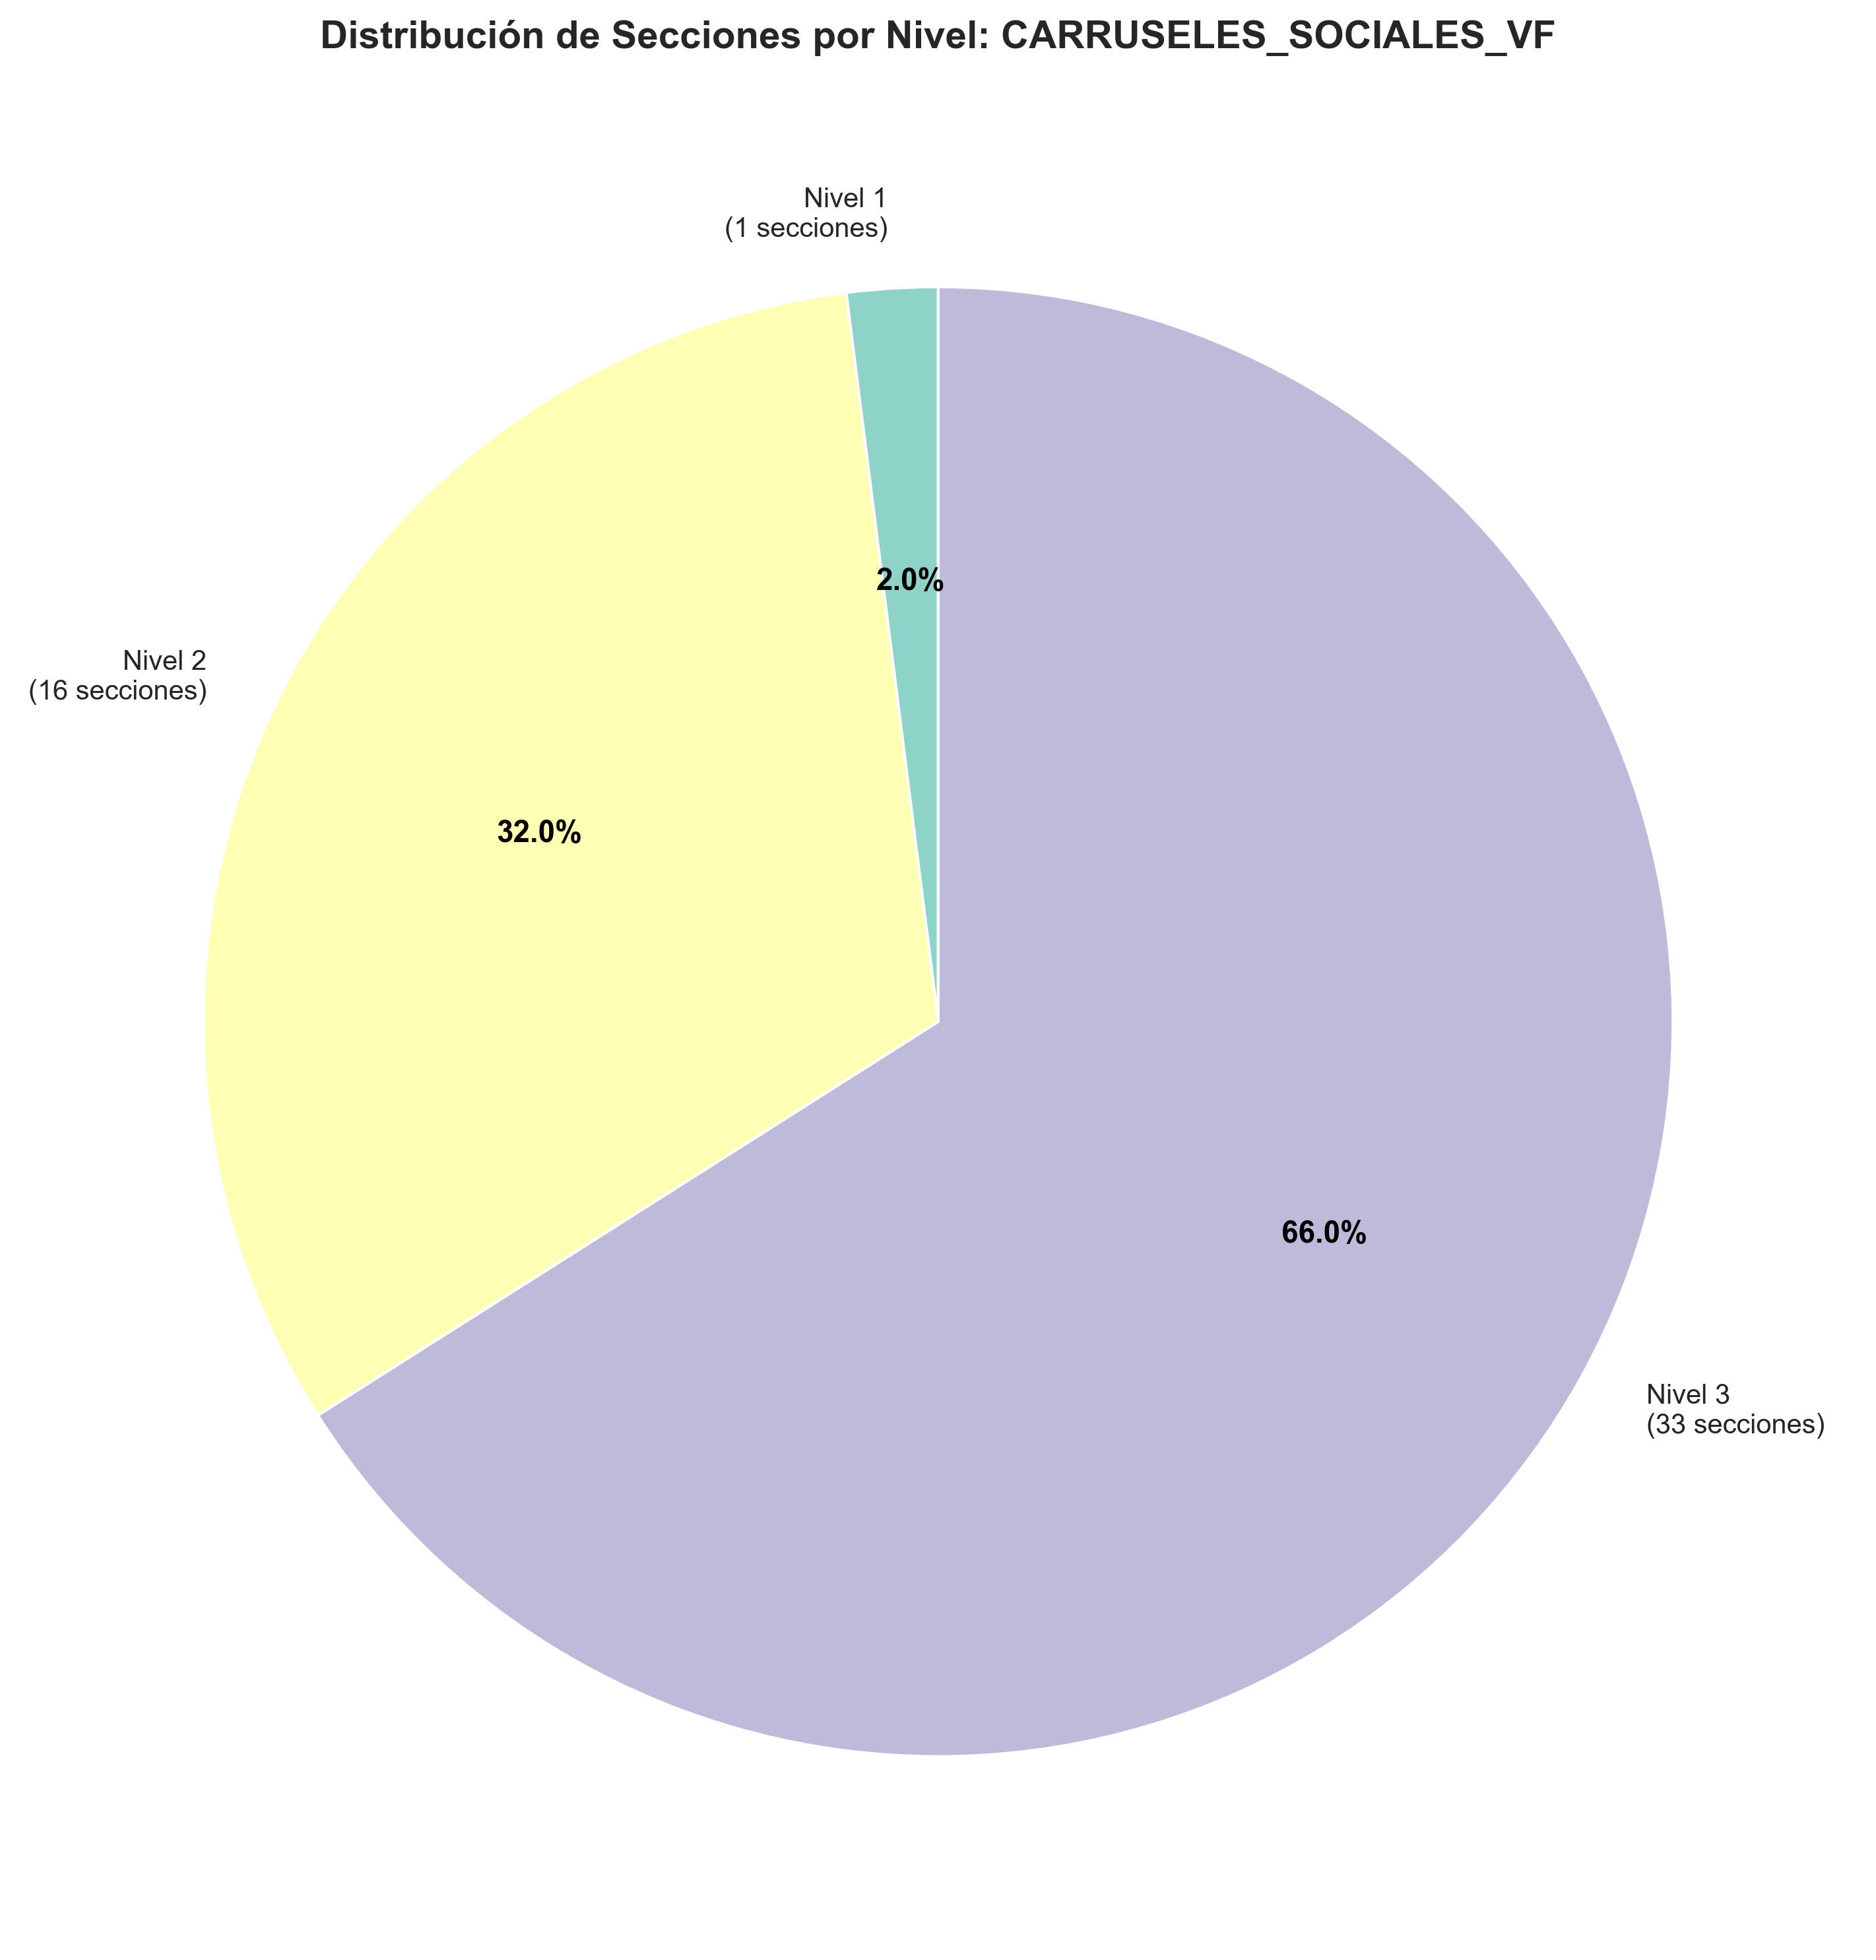 Distribución de Secciones por Nivel: CARRUSELES_SOCIALES_VF
Nivel 1
(1 secciones)
2.0%
Nivel 2
(16 secciones)
32.0%
66.0%
Nivel 3
(33 secciones)